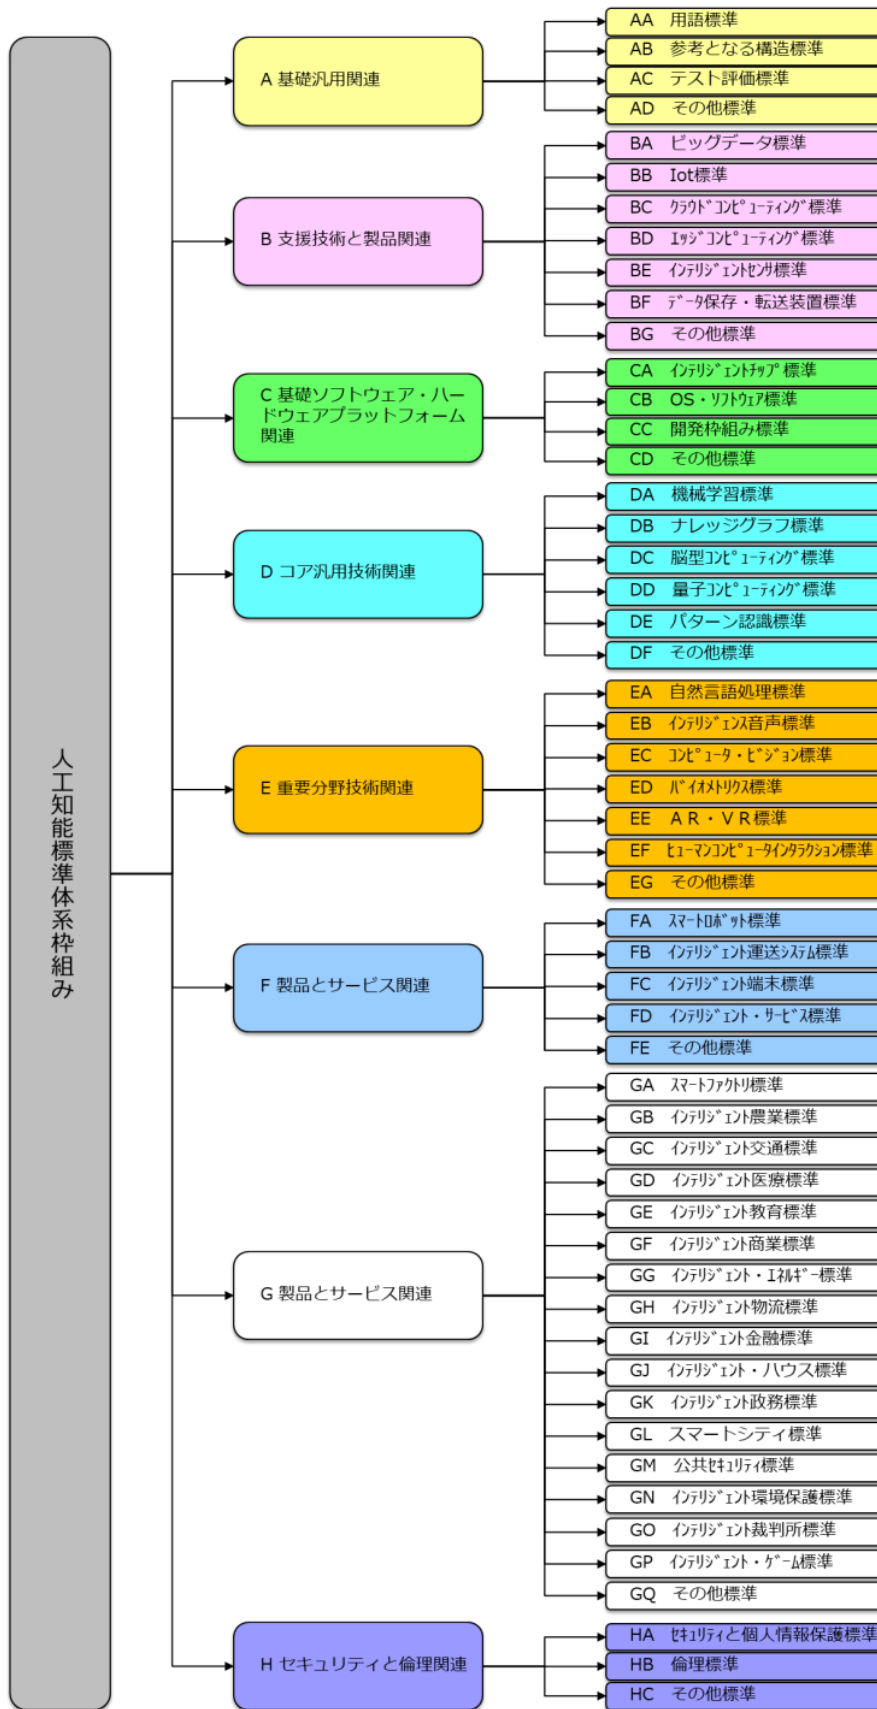 人工知能標準体系枠組み
A 基礎汎用関連
AA 用語標準
AB 参考となる構造標準
AC テスト評価標準
AD その他標準
B 支援技術と製品関連
BA ビッグデータ標準
BB Iot標準
BC クラウドコンピューティング標準
BD エッジコンピューティング標準
BE インテリジェントセンサ標準
BF データ保存・転送装置標準
BG その他標準
C 基礎ソフトウェア・ハー
ドウェアプラットフォーム
関連
CA インテリジェントチップ標準
CB OS・ソフトウェア標準
CC 開発枠組み標準
CD その他標準
D コア汎用技術関連
DA 機械学習標準
DB ナレッジグラフ標準
DC 脳型コンピューティング標準
DD 量子コンピューティング標準
DE パターン認識標準
DF その他標準
E 重要分野技術関連
EA 自然言語処理標準
EB インテリジェンス音声標準
EC コンピュータ・ビジョン標準
ED バイオメトリクス標準
EE AR・VR標準
EF ヒューマンコンピュータインタラクション標準
EG その他標準
F 製品とサービス関連
FA スマートロボット標準
FB インテリジェント運送システム標準
FC インテリジェント端末標準
FD インテリジェント・サービス標準
FE その他標準
G 製品とサービス関連
GA スマートファクトリ標準
GB インテリジェント農業標準
GC インテリジェント交通標準
GD インテリジェント医療標準
GE インテリジェント教育標準
GF インテリジェント商業標準
GG インテリジェント・エネルギー標準
GH インテリジェント物流標準
GI インテリジェント金融標準
GJ インテリジェント・ハウス標準
GK インテリジェント政務標準
GL スマートシティ標準
GM 公共セキュリティ標準
GN インテリジェント環境保護標準
GO インテリジェント裁判所標準
GP インテリジェント・ゲーム標準
GQ その他標準
H セキュリティと倫理関連
HA セキュリティと個人情報保護標準
HB 倫理標準
HC その他標準